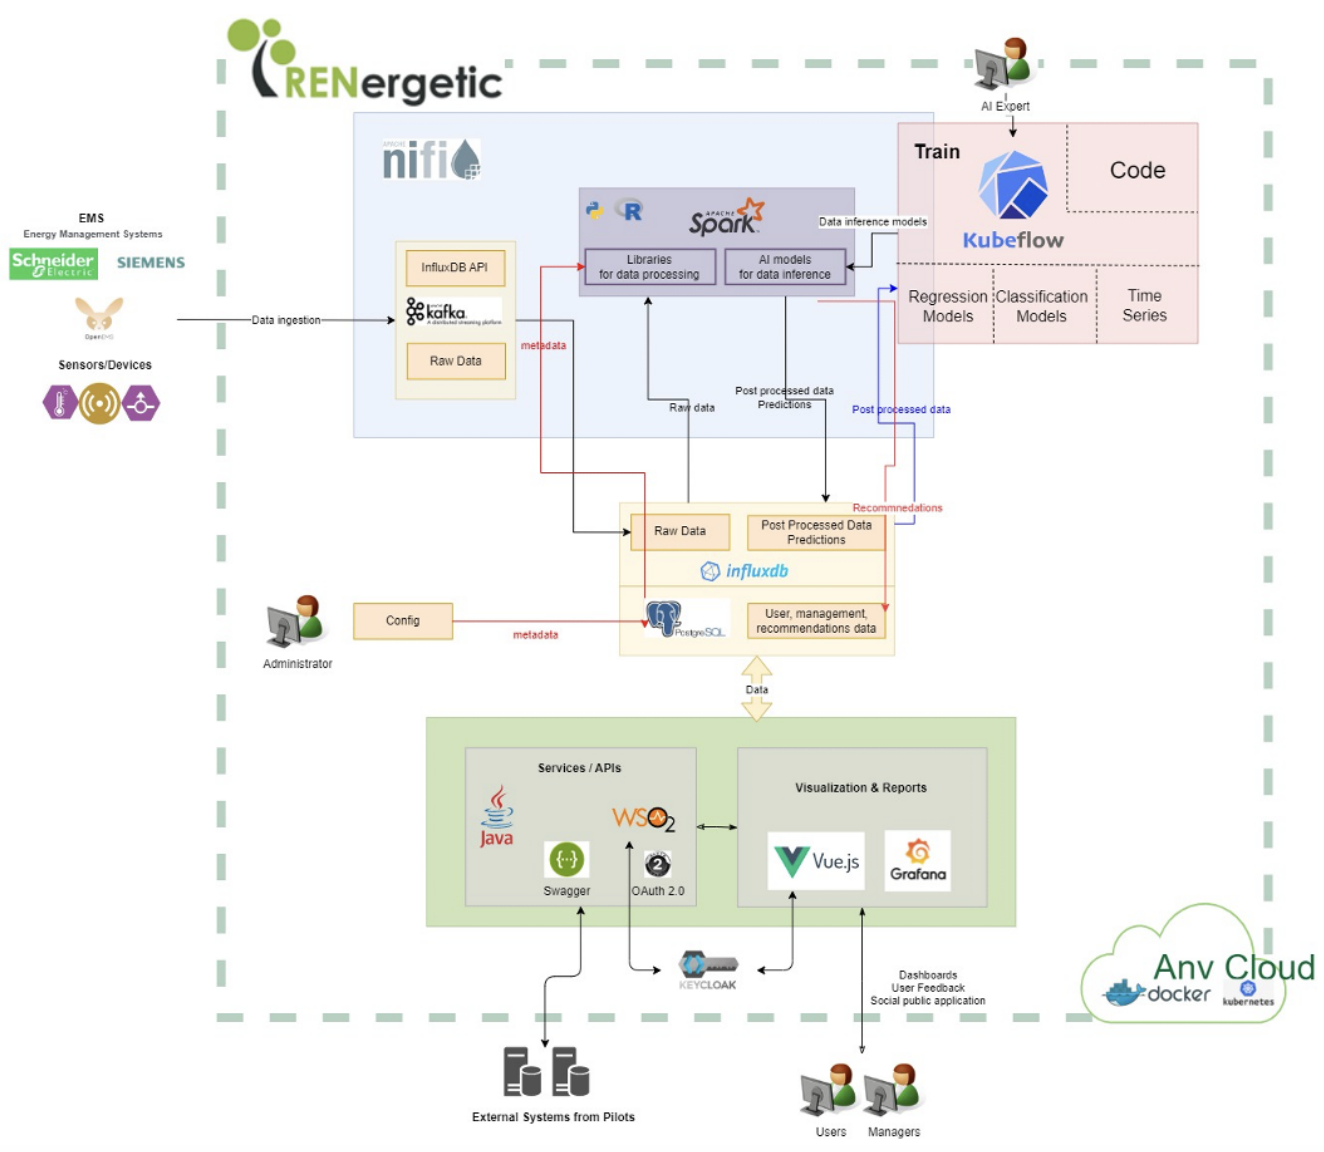 RENergetic
AI Expert
APACHE
nifi
Train
Code
Kubeflow
APACHE
Spark
Data inference models
Libraries
for data processing
AI models
for data inference
Regression
Models
Classification
Models
Time
Series
EMS
Energy Management Systems
Schneider
Electric
SIEMENS
OpenEMS
Sensors/Devices
Data ingestion
InfluxDB API
kafka
A distributed streaming platform
Raw Data
metadata
Raw data
Post processed data
Predictions
Post processed data
Recommnedations
Raw Data
Post Processed Data
Predictions
influxdb
PostgreSQL
User, management,
recommendations data
Administrator
Config
metadata
Data
Services / APIs
Java
WSO2
Swagger
2
OAuth 2.0
Visualization & Reports
Vue.js
Grafana
KEYCLOAK
Dashboards
User Feedback
Social public application
Anv Cloud
docker
kubernetes
External Systems from Pilots
Users
Managers